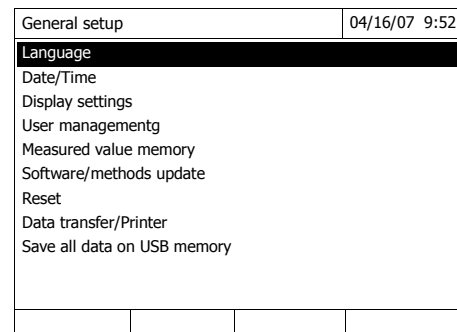 General setup 04/16/07 9:52
Language
Date/Time
Display settings
User managementg
Measured value memory
Software/methods update
Reset
Data transfer/Printer
Save all data on USB memory